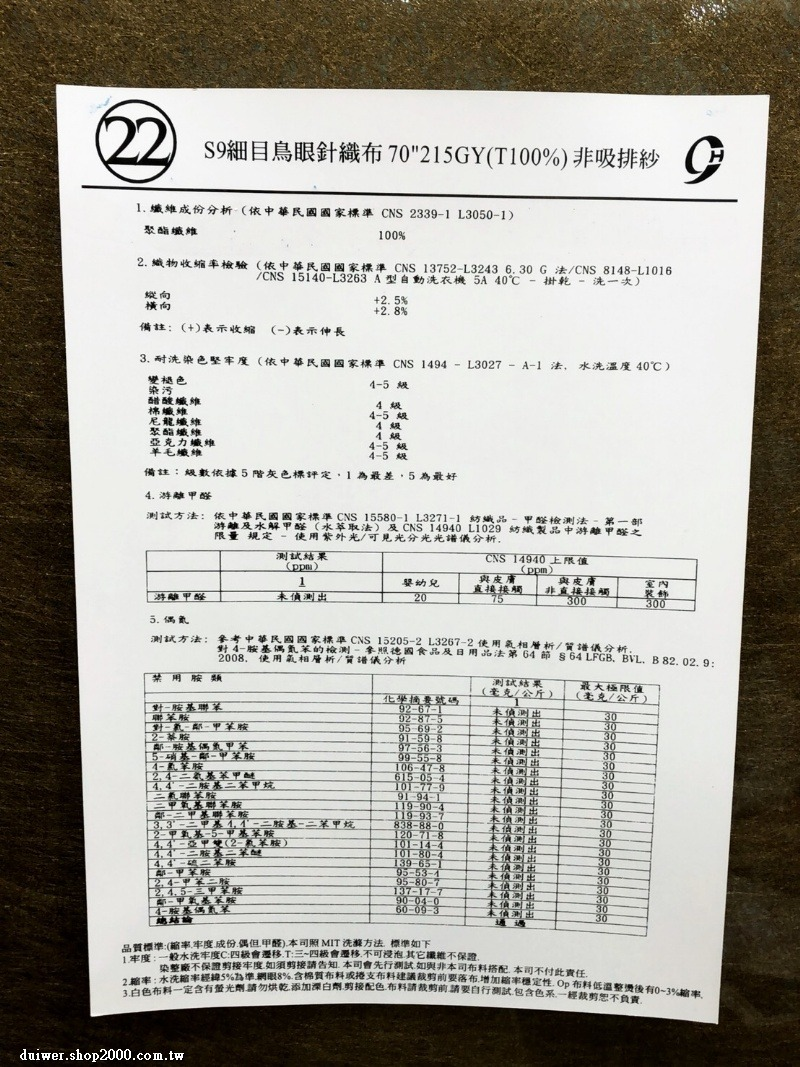 22
S9細目鳥眼針織布 70"215GY(T100%) 非吸排紗
1.纖維成份分析 (依中華民國國家標準 CNS 2339-1 L3050-1)
聚酯纖維 100%
2.織物收縮率檢驗 (依中華民國國家標準 CNS 13752-L3243 6.30 G 法/CNS 8148-L1016
/CNS 15140-L3263 A 型自動洗衣機 5A 40℃ - 掛乾 - 洗一次)
縱向 +2.5%
橫向 +2.8%
備註: (+)表示收縮 (-)表示伸長
3.耐洗染色堅牢度 (依中華民國國家標準 CNS 1494 - L3027 - A-1 法, 水洗溫度 40℃)
變褪色 4-5 級
染污
醋酸纖維 4 級
棉纖維 4-5 級
尼龍纖維 4 級
聚酯纖維 4 級
亞克力纖維 4-5 級
羊毛纖維 4-5 級
備註:級數依據5階灰色標評定,1為最差,5為最好
4.游離甲醛
測試方法: 依中華民國國家標準 CNS 15580-1 L3271-1 紡織品-甲醛檢測法-第一部
游離及水解甲醛 (水萃取法) 及 CNS 14940 L1029 紡織製品中游離甲醛之
限量 規定 - 使用紫外光/可見光分光光譜儀分析.
測試結果 CNS 14940 上限值
(ppm) (ppm)
1 嬰幼兒 與皮膚直接接觸 與皮膚非直接接觸 室內裝飾
游離甲醛 未偵測出 20 75 300 300
5.偶氮
測試方法: 參考中華民國國家標準 CNS 15205-2 L3267-2 使用氣相層析/質譜儀分析.
對 4-胺基偶氮苯的檢測 - 參照德國食品及日用品法第 64 節 §64 LFGB. BVL. B 82.02.9:
2008. 使用氣相層析/質譜儀分析
禁用胺類 化學摘要號碼 測試結果(毫克/公斤) 最大極限值(毫克/公斤)
1
對-胺基聯苯 92-67-1 未偵測出 30
聯苯胺 92-87-5 未偵測出 30
對-氯-鄰-甲苯胺 95-69-2 未偵測出 30
2-萘胺 91-59-8 未偵測出 30
鄰-胺基偶氮甲苯 97-56-3 未偵測出 30
5-硝基-鄰-甲苯胺 99-55-8 未偵測出 30
4-氯苯胺 106-47-8 未偵測出 30
2,4-二氨基苯甲醚 615-05-4 未偵測出 30
4,4'-二胺基二苯甲烷 101-77-9 未偵測出 30
二氯聯苯胺 91-94-1 未偵測出 30
二甲氧基聯苯胺 119-90-4 未偵測出 30
鄰-二甲基聯苯胺 119-93-7 未偵測出 30
3,3'-二甲基4,4'-二胺基-二苯甲烷 838-88-0 未偵測出 30
2-甲氧基-5-甲基苯胺 120-71-8 未偵測出 30
4,4'-亞甲雙(2-氯苯胺) 101-14-4 未偵測出 30
4,4'-二胺基二苯醚 101-80-4 未偵測出 30
4,4'-硫二苯胺 139-65-1 未偵測出 30
鄰-甲苯胺 95-53-4 未偵測出 30
2,4-甲苯二胺 95-80-7 未偵測出 30
2,4,5-三甲苯胺 137-17-7 未偵測出 30
鄰-甲氧基苯胺 90-04-0 未偵測出 30
4-胺基偶氮苯 60-09-3 未偵測出 30
總結論 通過
品質標準:(縮率.牢度.成份.偶但.甲醛).本司照MIT洗滌方法. 標準如下
1.牢度:一般水洗牢度C:四級會遷移.T:三~四級會遷移.不可浸泡.其它纖維不保證.
染整廠不保證剪接牢度.如須剪接請告知. 本司會先行測試.如與非本司布料搭配. 本司不付此責任.
2.縮率:水洗縮率經緯5%為準.網眼8%.含棉質布料或捲支布料建議裁剪前要落布.增加縮率穩定性. Op布料低溫整燙後有0~3%縮率,
3.白色布料一定含有螢光劑,請勿烘乾,添加深白劑,剪接配色.布料請裁剪前,請要自行測試,包含色系.一經裁剪恕不負責.
duiwer.shop2000.com.tw